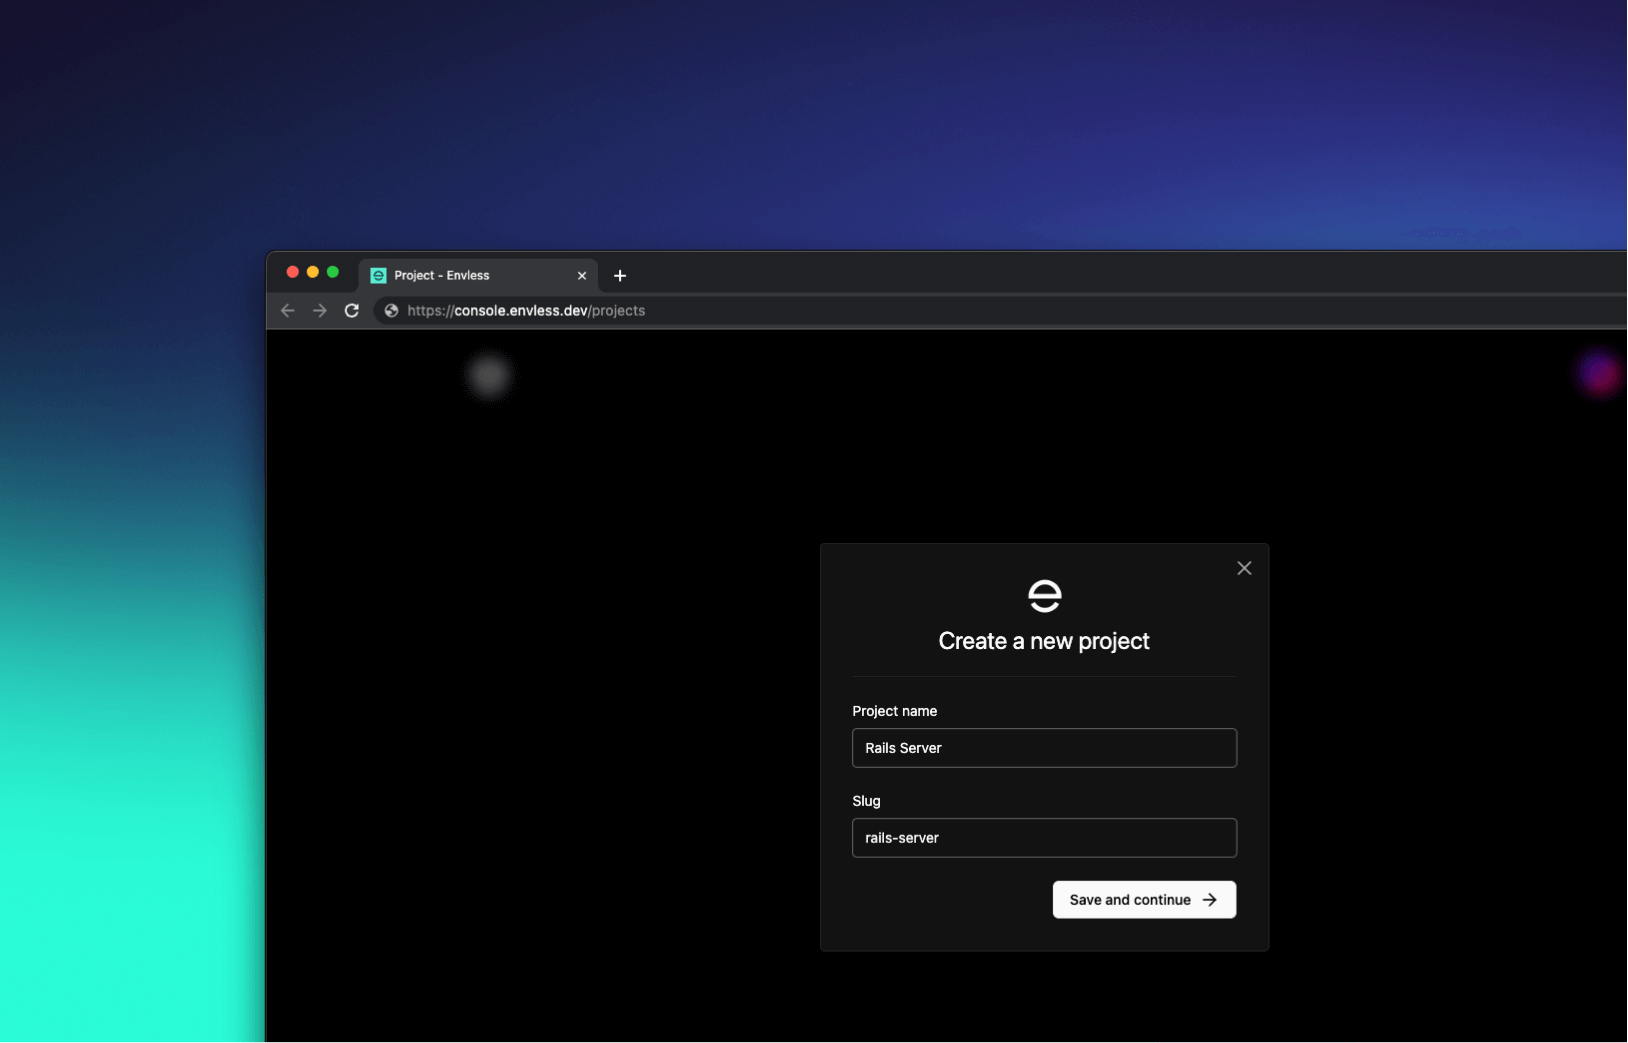 Project - Envless
https://console.envless.dev/projects
Create a new project
Project name
Rails Server
Slug
rails-server
Save and continue